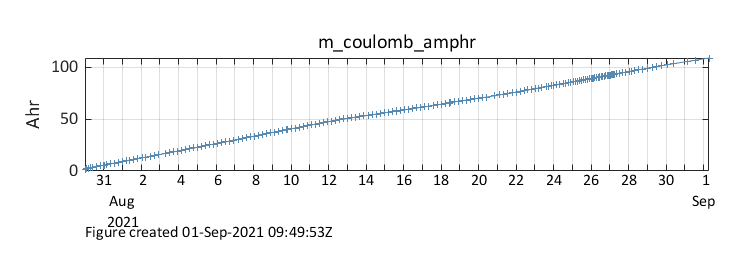 m_coulomb_amphr
Ahr
100
50
0
31 2 4 6 8 10 12 14 16 18 20 22 24 26 28 30 1
Aug Sep
2021
Figure created 01-Sep-2021 09:49:53Z